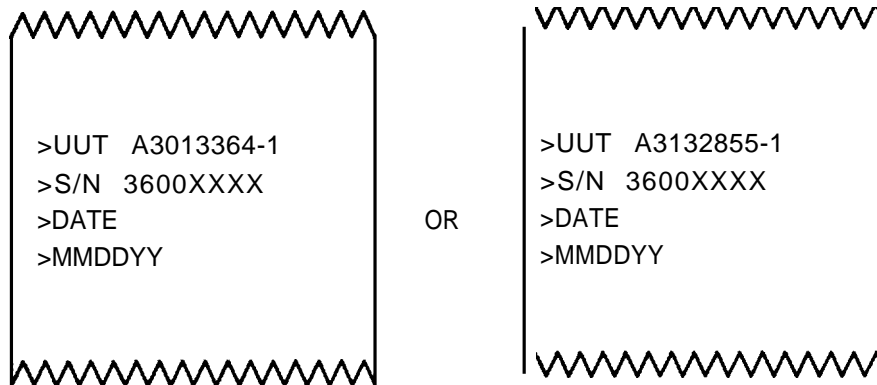 >UUT A3013364-1
>S/N 3600XXXX
>DATE
>MMDDYY
OR
>UUT A3132855-1
>S/N 3600XXXX
>DATE
>MMDDYY